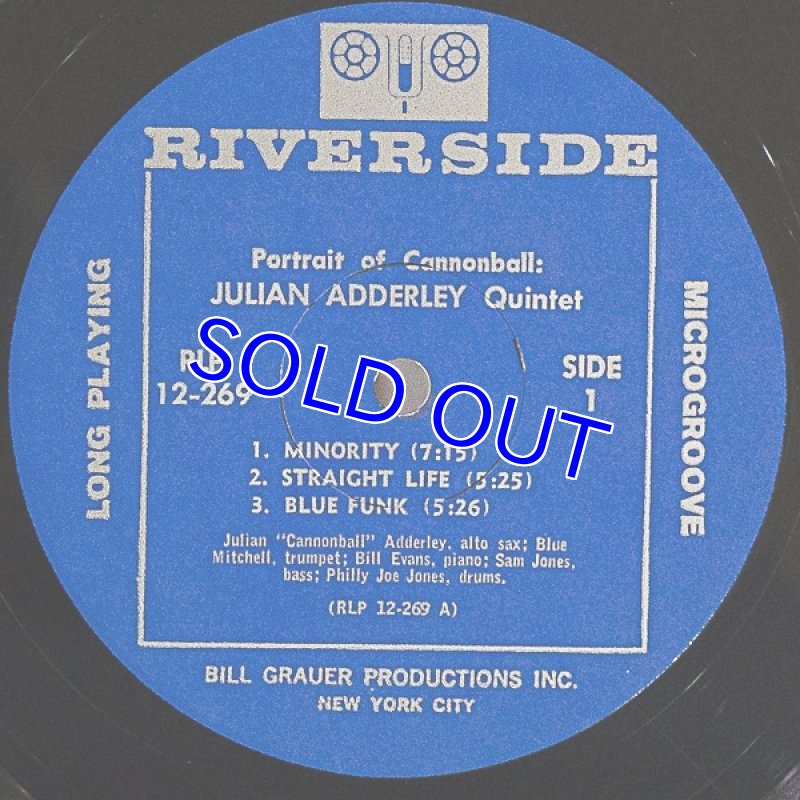 RIVERSIDE
LONG PLAYING
MICROGROOVE
Portrait of Cannonball:
JULIAN ADDERLEY Quintet
RLP
12-269
SIDE
1
SOLD OUT
1. MINORITY (7:15)
2. STRAIGHT LIFE (5:25)
3. BLUE FUNK (5:26)
Julian "Cannonball" Adderley, alto sax; Blue
Mitchell, trumpet; Bill Evans, piano; Sam Jones,
bass; Philly Joe Jones, drums.
(RLP 12-269 A)
BILL GRAUER PRODUCTIONS INC.
NEW YORK CITY